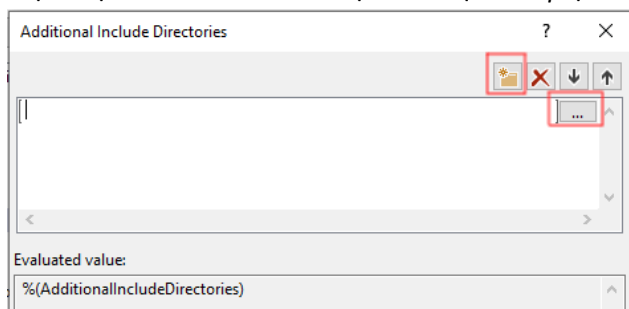 Additional Include Directories ? ×
...
Evaluated value:
%(AdditionalIncludeDirectories)